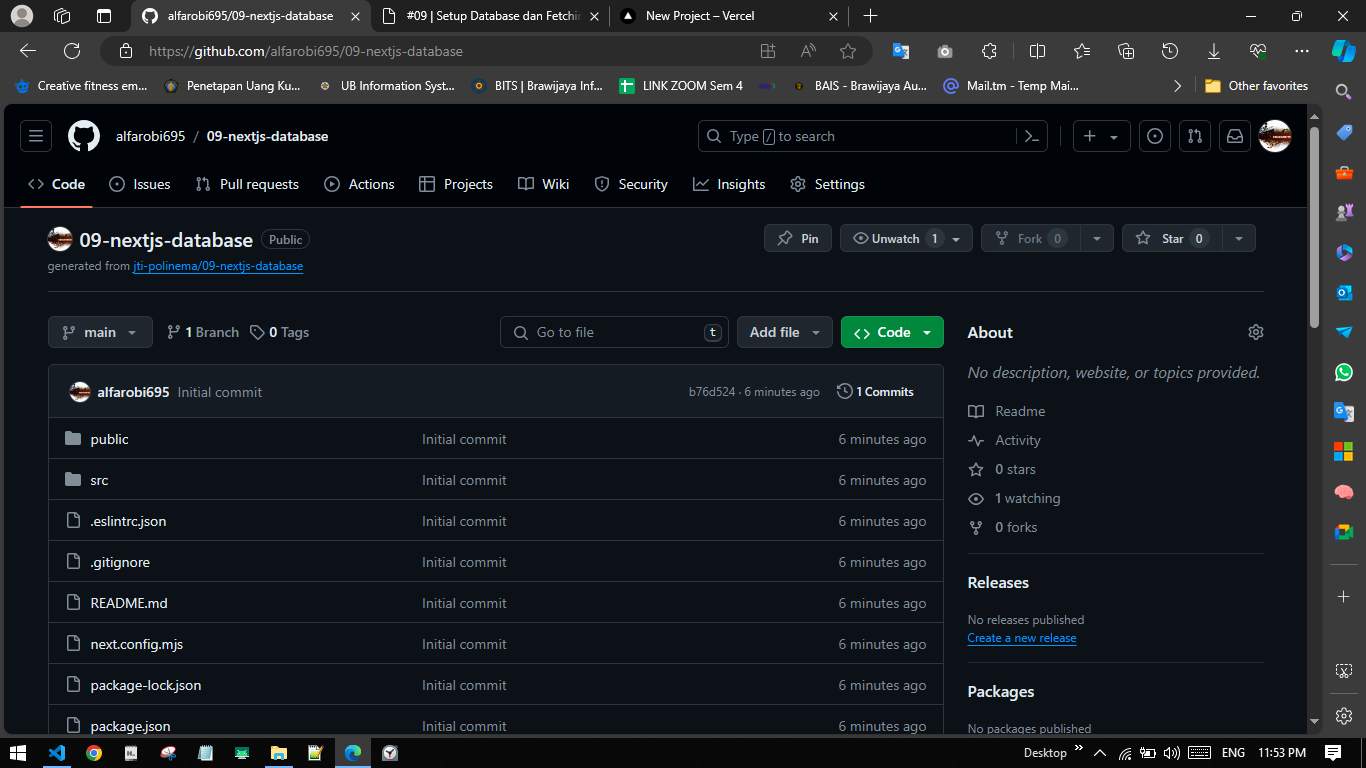 alfarobi695/09-nextjs-database
#09 | Setup Database dan Fetchin
New Project – Vercel
https://github.com/alfarobi695/09-nextjs-database
Creative fitness em...
Penetapan Uang Ku...
UB Information Syst...
BITS | Brawijaya Inf...
LINK ZOOM Sem 4
BAIS - Brawijaya Au...
Mail.tm - Temp Mai...
Other favorites
alfarobi695 / 09-nextjs-database
Type / to search
Code
Issues
Pull requests
Actions
Projects
Wiki
Security
Insights
Settings
09-nextjs-database Public
Pin
Unwatch 1
Fork 0
Star 0
generated from jti-polinema/09-nextjs-database
main
1 Branch
0 Tags
Go to file t
Add file
Code
alfarobi695 Initial commit b76d524 · 6 minutes ago 1 Commits
public Initial commit 6 minutes ago
src Initial commit 6 minutes ago
.eslintrc.json Initial commit 6 minutes ago
.gitignore Initial commit 6 minutes ago
README.md Initial commit 6 minutes ago
next.config.mjs Initial commit 6 minutes ago
package-lock.json Initial commit 6 minutes ago
package.json Initial commit 6 minutes ago
About
No description, website, or topics provided.
Readme
Activity
0 stars
1 watching
0 forks
Releases
No releases published
Create a new release
Packages
No packages published
Desktop
ENG
11:53 PM